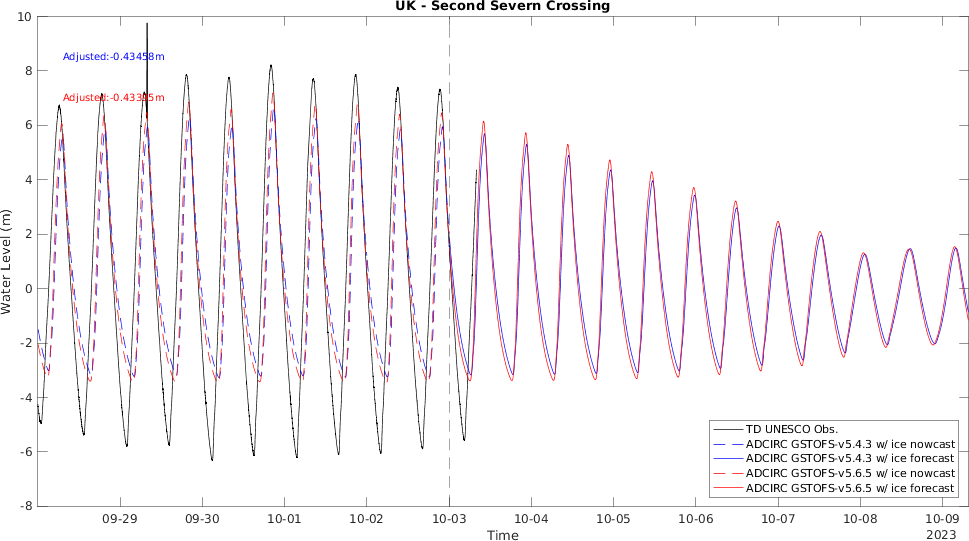 UK - Second Severn Crossing
10
8
6
4
2
0
-2
-4
-6
-8
Water Level (m)
Adjusted:-0.43458m
TD UNESCO Obs.
ADCIRC GSTOFS-v5.4.3 w/ ice nowcast
ADCIRC GSTOFS-v5.4.3 w/ ice forecast
ADCIRC GSTOFS-v5.6.5 w/ ice nowcast
ADCIRC GSTOFS-v5.6.5 w/ ice forecast
09-29 09-30 10-01 10-02 10-03 10-04 10-05 10-06 10-07 10-08 10-09
Time
2023